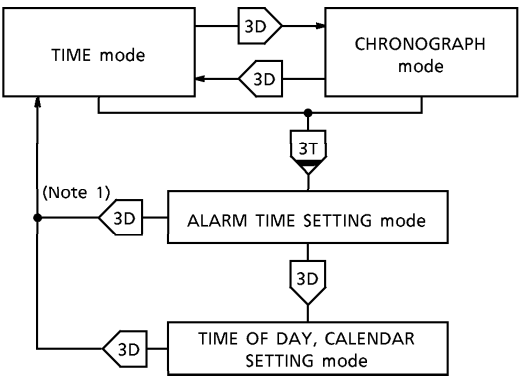 TIME mode
3D
CHRONOGRAPH
mode
3D
3T
(Note 1)
3D
ALARM TIME SETTING mode
3D
3D
TIME OF DAY, CALENDAR
SETTING mode